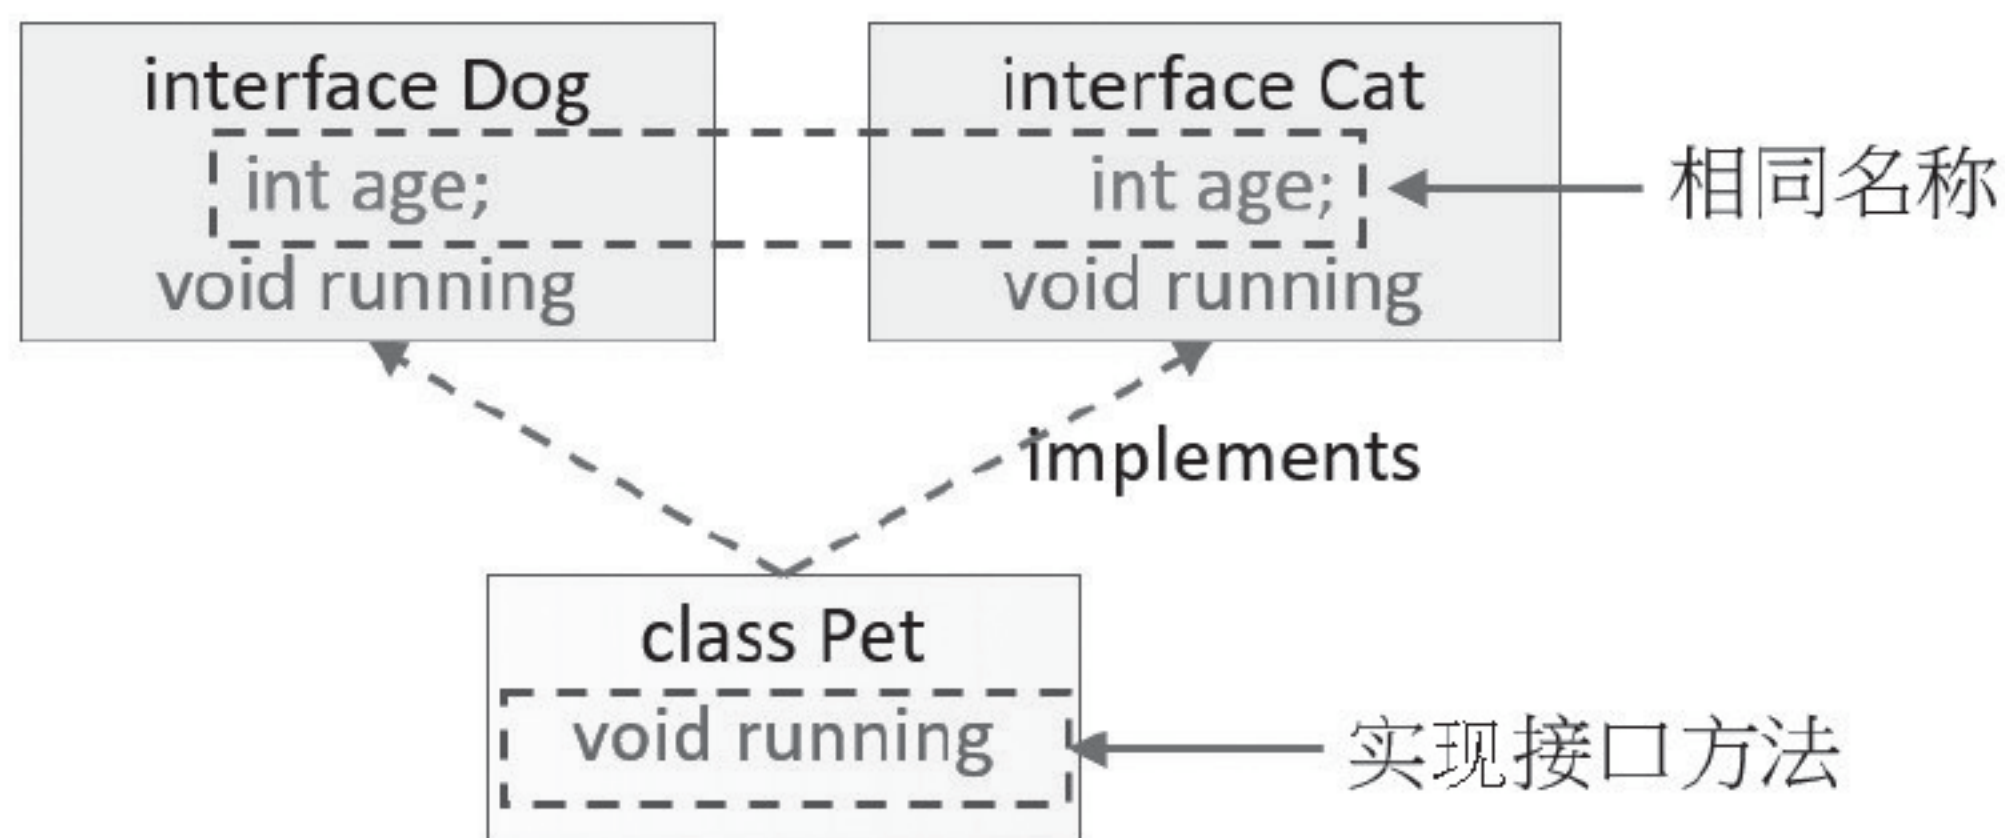 interface Dog
int age;
void running
interface Cat
int age;
void running
相同名称
implements
class Pet
void running
实现接口方法